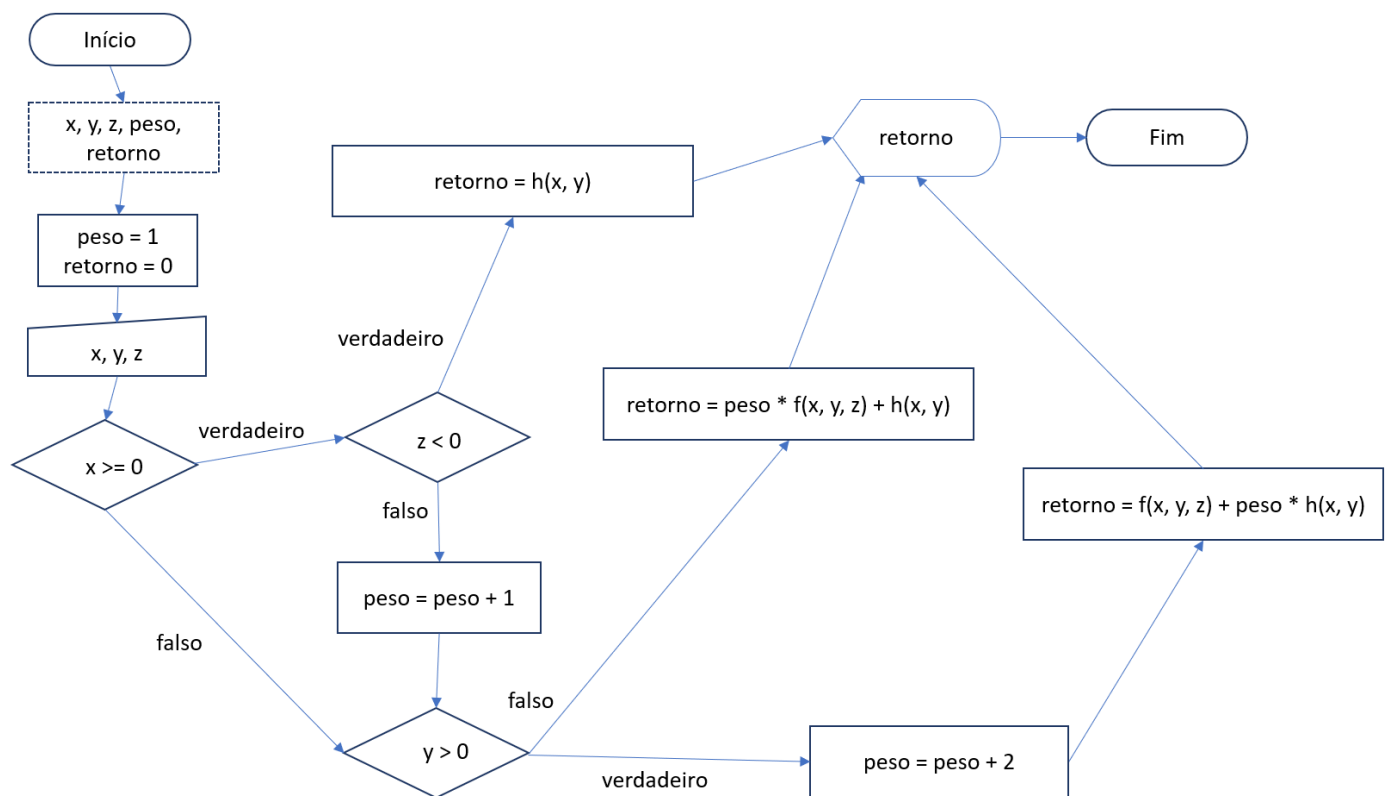 Início
x, y, z, peso,
retorno
peso = 1
retorno = 0
x, y, z
x >= 0
verdadeiro
falso
z < 0
verdadeiro
retorno = h(x, y)
falso
peso = peso + 1
y > 0
falso
retorno = peso * f(x, y, z) + h(x, y)
verdadeiro
peso = peso + 2
retorno = f(x, y, z) + peso * h(x, y)
retorno
Fim